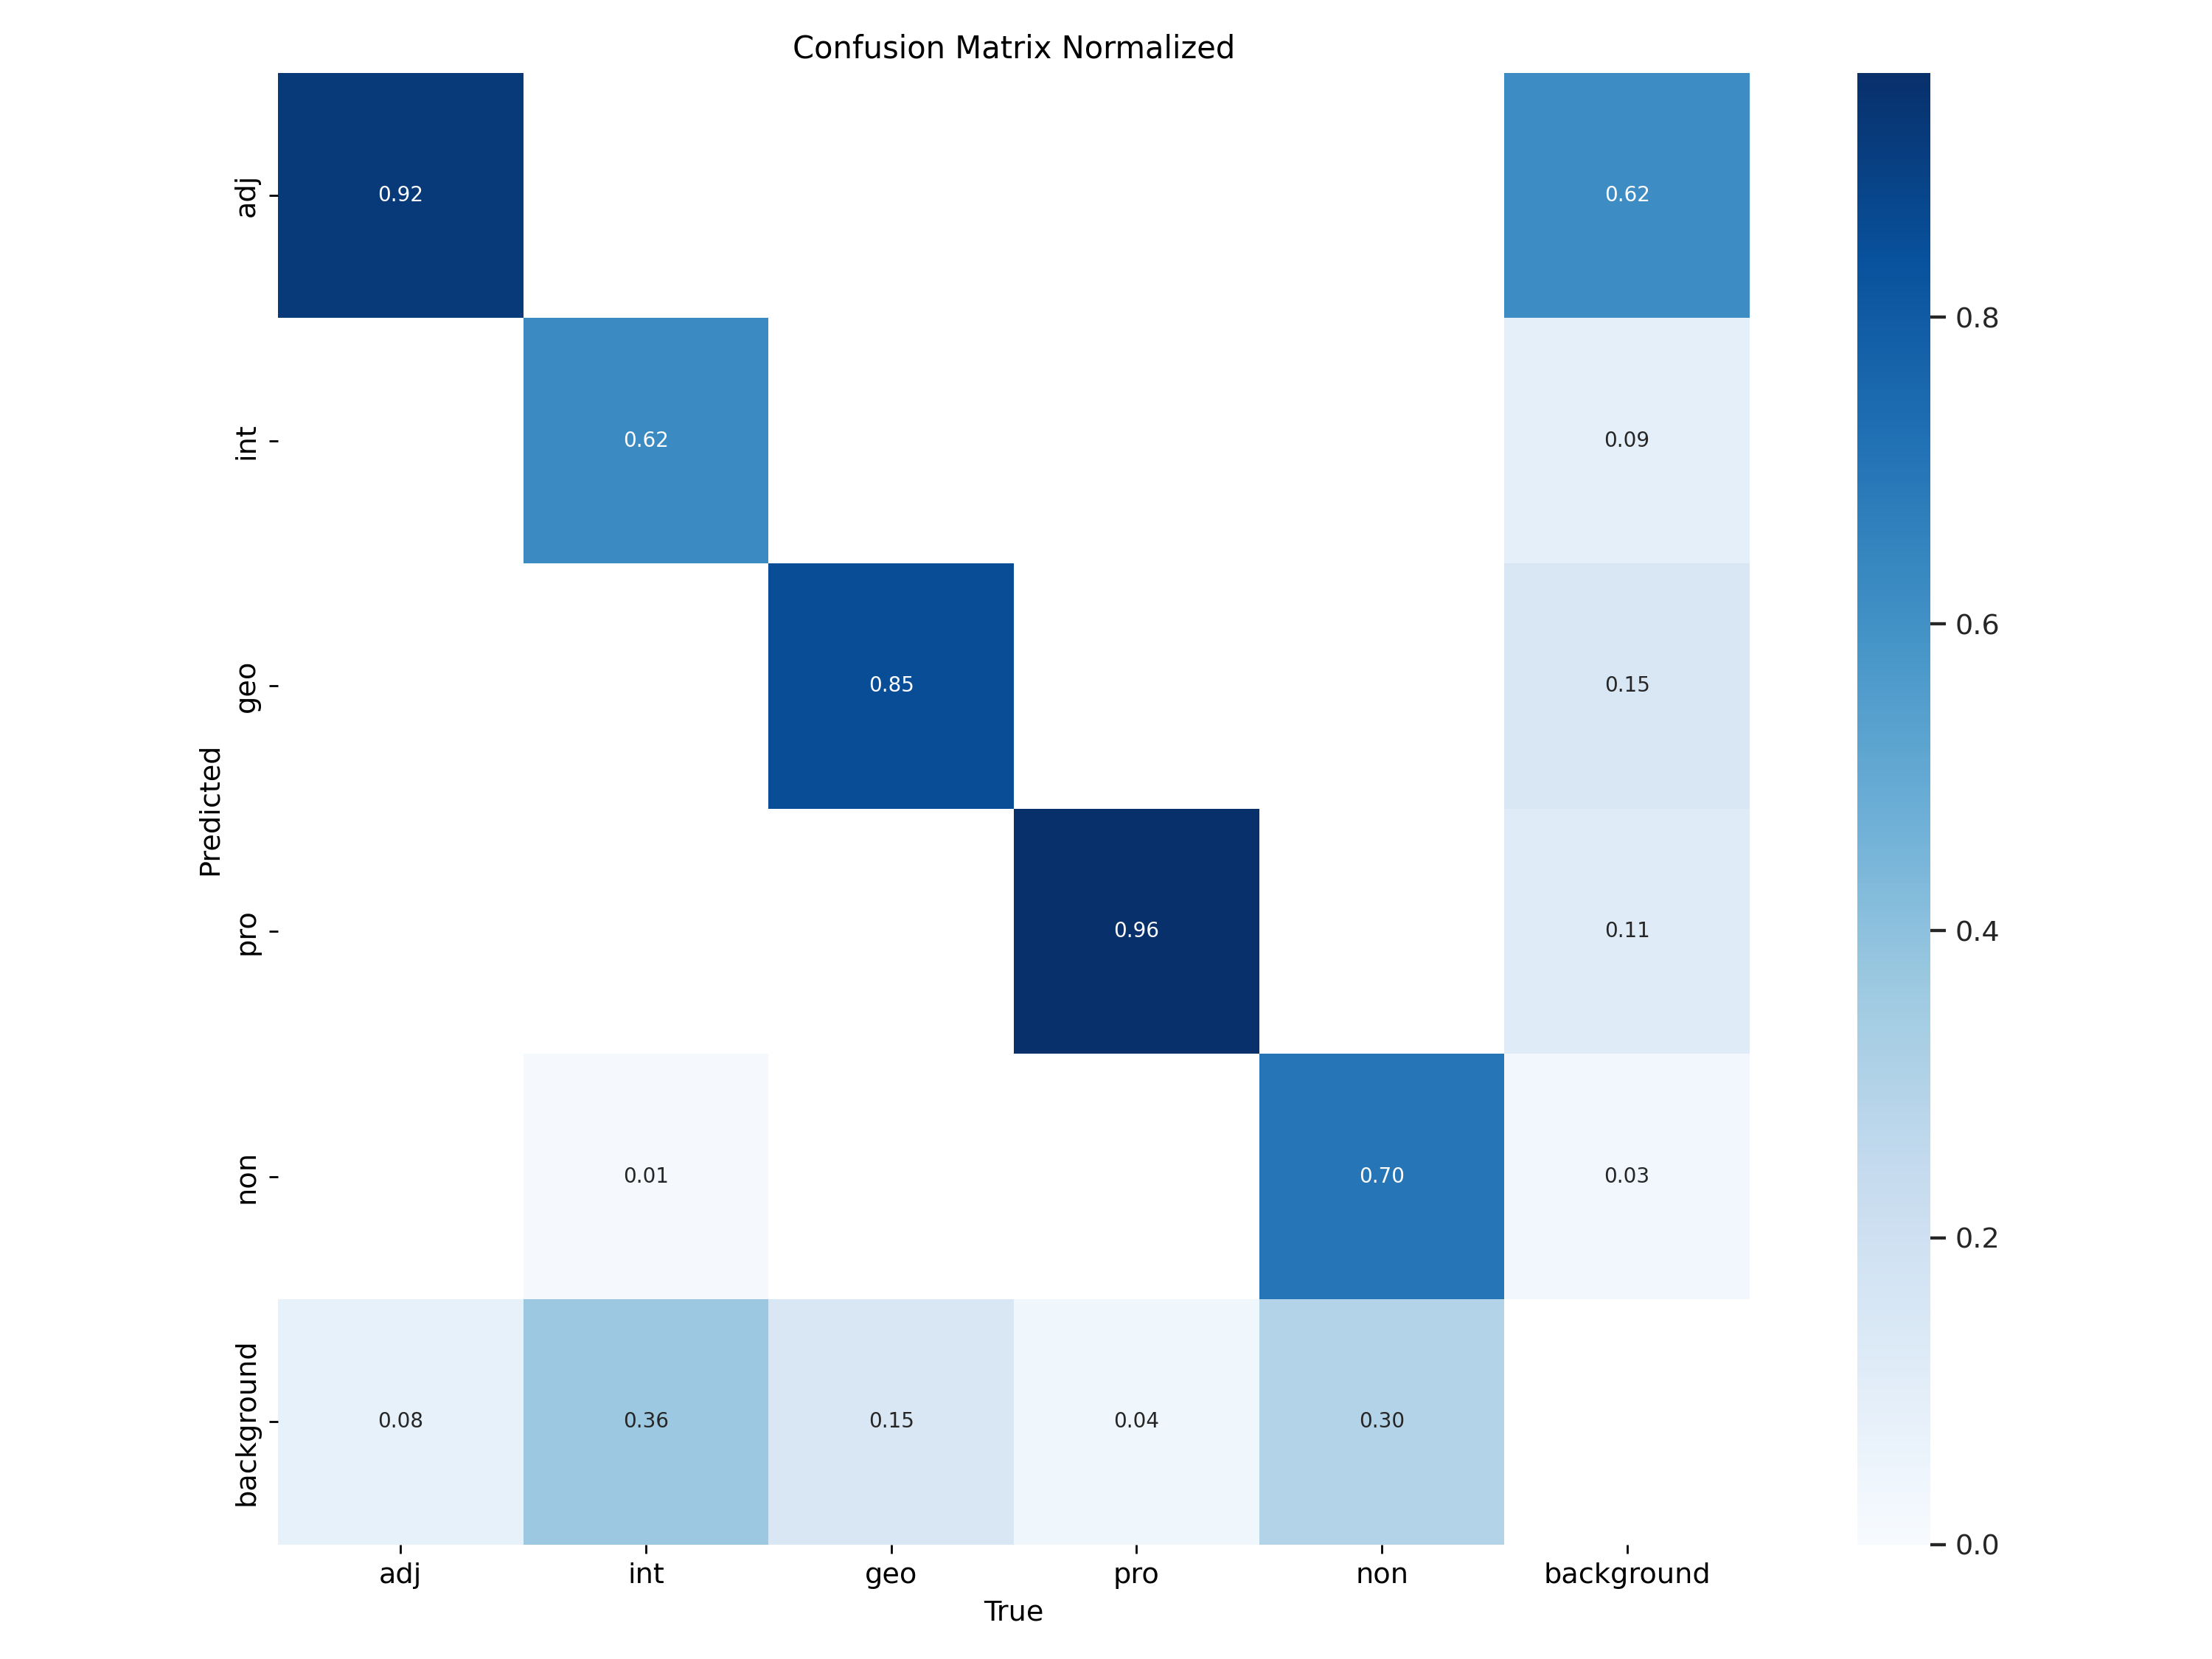 Confusion Matrix Normalized
adj
0.92
0.62
0.8
int
0.62
0.09
0.6
geo
0.85
0.15
Predicted
pro
0.96
0.11
0.4
non
0.01
0.70
0.03
0.2
background
0.08
0.36
0.15
0.04
0.30
0.0
adj
int
geo
pro
non
background
True